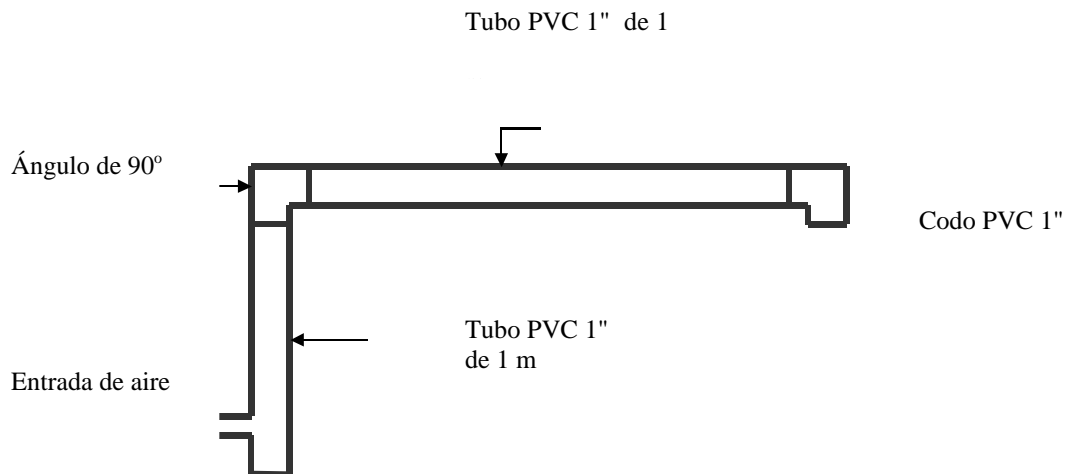 Tubo PVC 1" de 1
Ángulo de 90º
Codo PVC 1"
Tubo PVC 1"
de 1 m
Entrada de aire